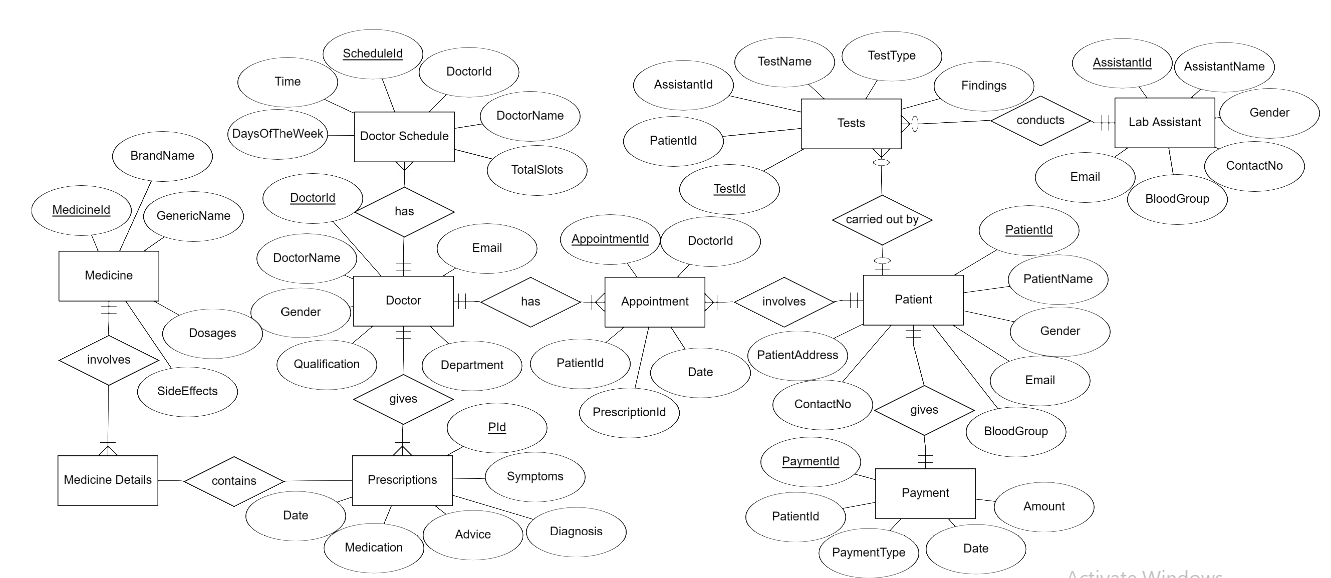 ScheduleId
Time
DoctorId
DaysOfTheWeek
Doctor Schedule
DoctorName
TotalSlots
has
BrandName
MedicineId
GenericName
Medicine
Dosages
SideEffects
involves
Medicine Details
contains
DoctorId
DoctorName
Email
Gender
Doctor
Qualification
Department
gives
Prescriptions
PId
Symptoms
Diagnosis
Advice
Medication
Date
has
AppointmentId
DoctorId
Appointment
PatientId
PrescriptionId
Date
involves
TestName
TestType
AssistantId
Findings
Tests
PatientId
TestId
conducts
AssistantId
AssistantName
Lab Assistant
Gender
ContactNo
Email
BloodGroup
carried out by
PatientId
PatientName
Patient
Gender
PatientAddress
Email
ContactNo
BloodGroup
gives
PaymentId
Payment
Amount
PatientId
PaymentType
Date
Activate Windows